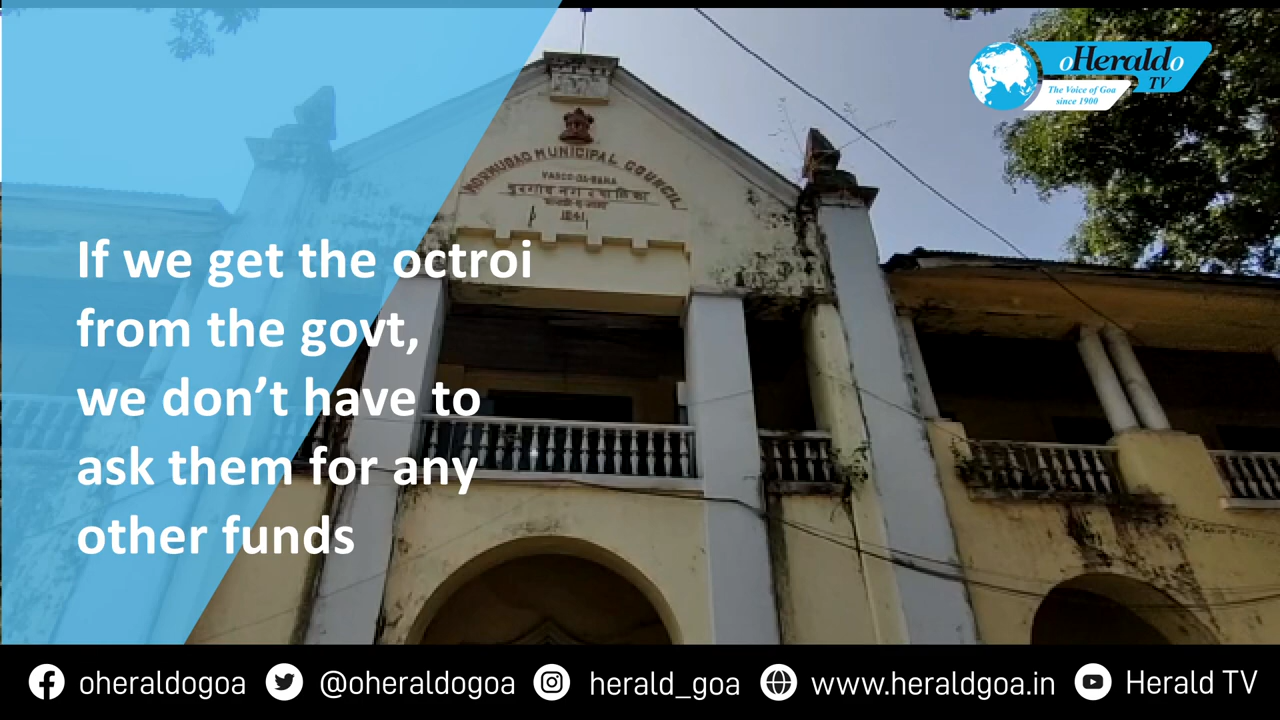 oHeraldo
TV
The Voice of Goa
since 1900
MORMUGAO MUNICIPAL COUNCIL
VASCO-DA-GAMA
If we get the octroi
from the govt,
we don’t have to
ask them for any
other funds
oheraldogoa
@oheraldogoa
herald_goa
www.heraldgoa.in
Herald TV